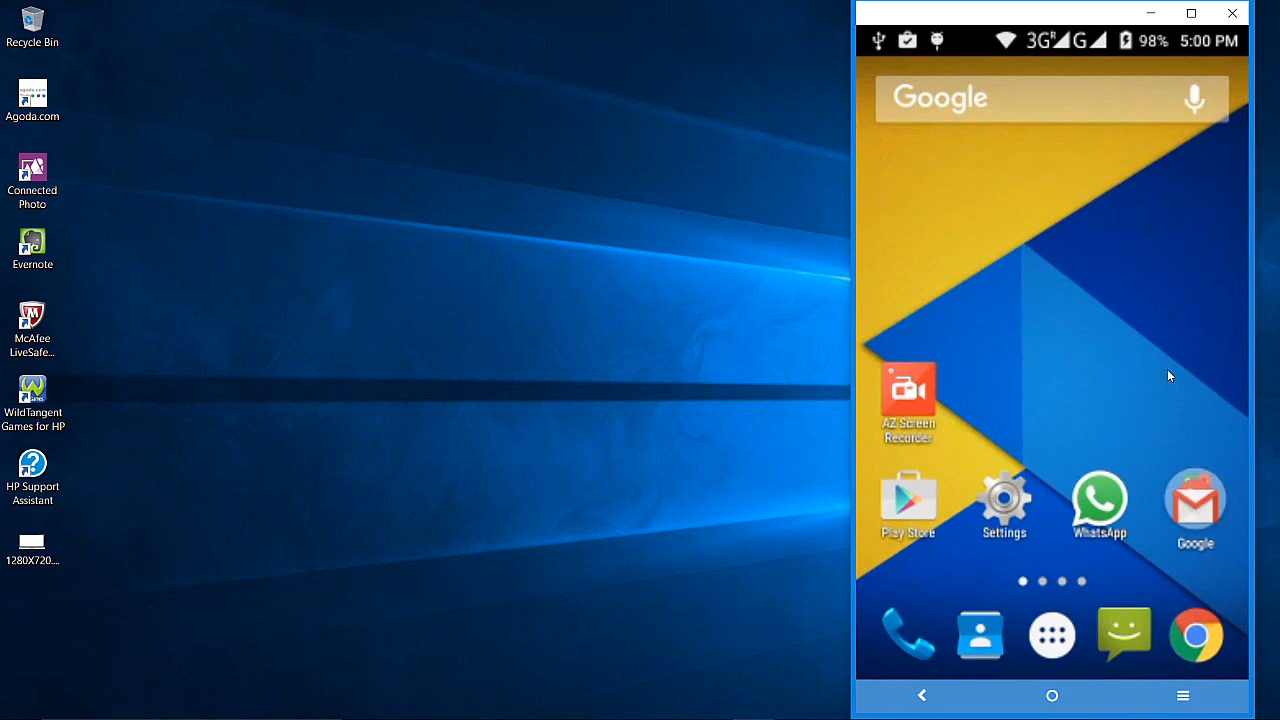 Recycle Bin
Agoda.com
Connected
Photo
Evernote
McAfee
LiveSafe...
WildTangent
Games for HP
HP Support
Assistant
1280X720....
3G R G 98% 5:00 PM
Google
AZ Screen
Recorder
Play Store Settings WhatsApp Google